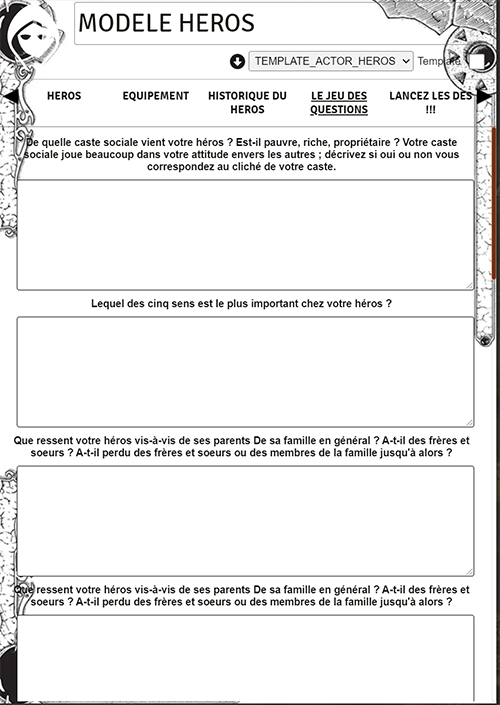 MODELE HEROS
TEMPLATE_ACTOR_HEROS
Template
HEROS
EQUIPEMENT
HISTORIQUE DU
HEROS
LE JEU DES
QUESTIONS
LANCEZ LES DES
!!!
De quelle caste sociale vient votre héros ? Est-il pauvre, riche, propriétaire ? Votre caste
sociale joue beaucoup dans votre attitude envers les autres ; décrivez si oui ou non vous
correspondez au cliché de votre caste.
Lequel des cinq sens est le plus important chez votre héros ?
Que ressent votre héros vis-à-vis de ses parents De sa famille en général ? A-t-il des frères et
soeurs ? A-t-il perdu des frères et soeurs ou des membres de la famille jusqu'à alors ?
Que ressent votre héros vis-à-vis de ses parents De sa famille en général ? A-t-il des frères et
soeurs ? A-t-il perdu des frères et soeurs ou des membres de la famille jusqu'à alors ?